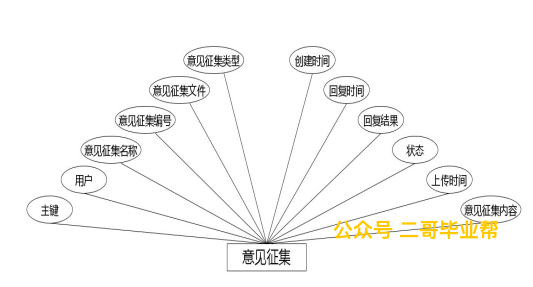 意见征集类型
创建时间
意见征集文件
回复时间
意见征集编号
回复结果
意见征集名称
状态
用户
上传时间
主键
意见征集内容
公众号 二哥毕业帮
意见征集